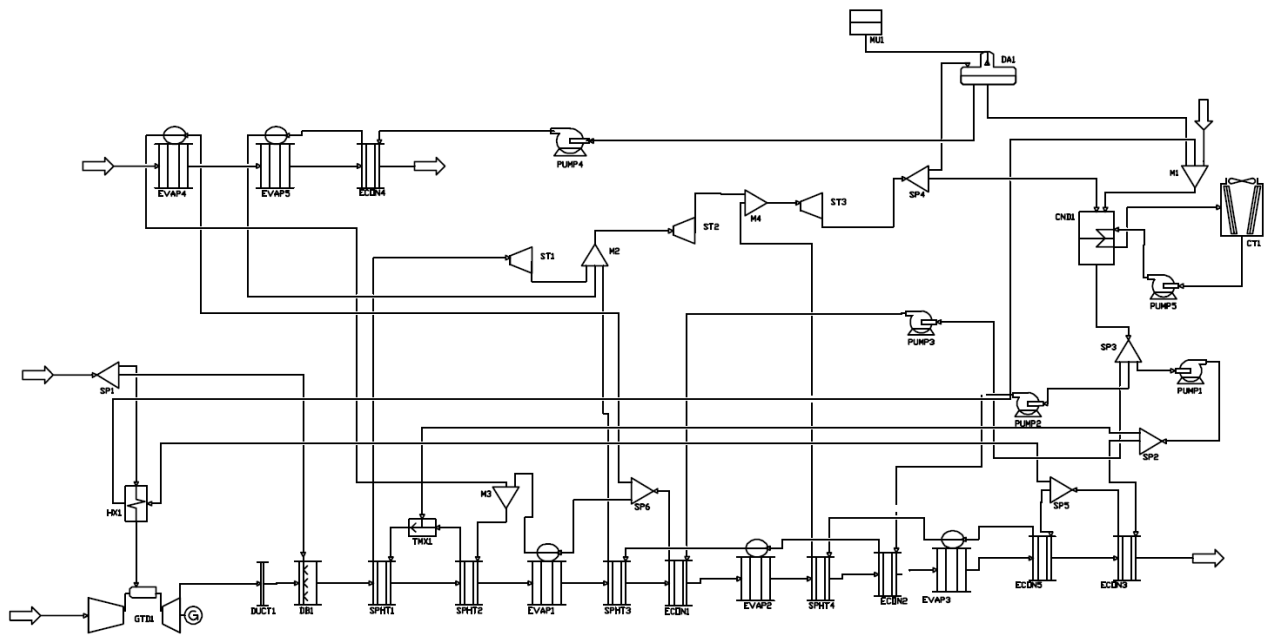 MU1
DA1
PUMP4
EVAP4
EVAP5
ECON4
M1
SP4
ST3
M4
ST2
CND1
CT1
M2
ST1
PUMP5
PUMP3
SP3
SP1
PUMP1
PUMP2
SP2
M3
SP6
SP5
HX1
TMX1
G
GTD1
DUCT1
DB1
SPHT1
SPHT2
EVAP1
SPHT3
ECON1
EVAP2
SPHT4
ECON2
EVAP3
ECON5
ECON3